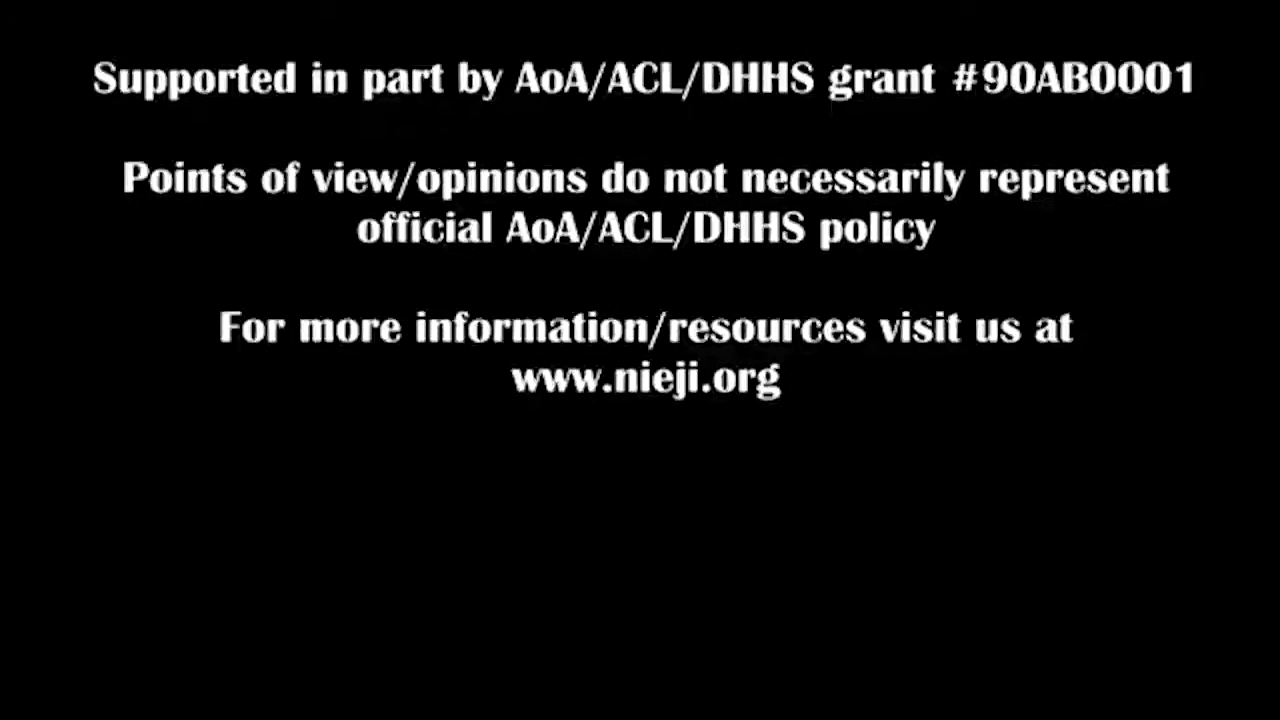 Supported in part by AoA/ACL/DHHS grant #90AB0001
Points of view/opinions do not necessarily represent
official AoA/ACL/DHHS policy
For more information/resources visit us at
www.nieji.org